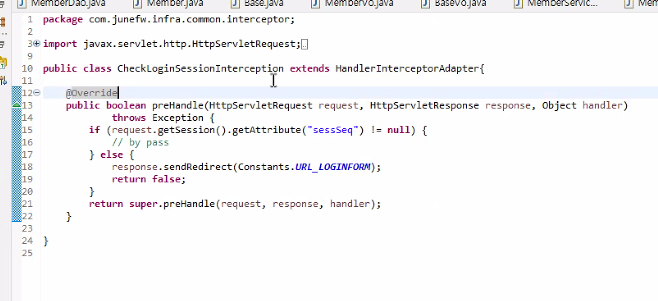 MemberDao.java Member.java Base.java MemberVo.java BaseVo.java MemberServic... Mem
1 package com.junefw.infra.common.interceptor;
2
3 import javax.servlet.http.HttpServletRequest;
9
10 public class CheckLoginSessionInterception extends HandlerInterceptorAdapter{
11
12 @Override
13 public boolean preHandle(HttpServletRequest request, HttpServletResponse response, Object handler)
14 throws Exception {
15 if (request.getSession().getAttribute("sessSeq") != null) {
16 // by pass
17 } else {
18 response.sendRedirect(Constants.URL_LOGINFORM);
19 return false;
20 }
21 return super.preHandle(request, response, handler);
22 }
23
24 }
25